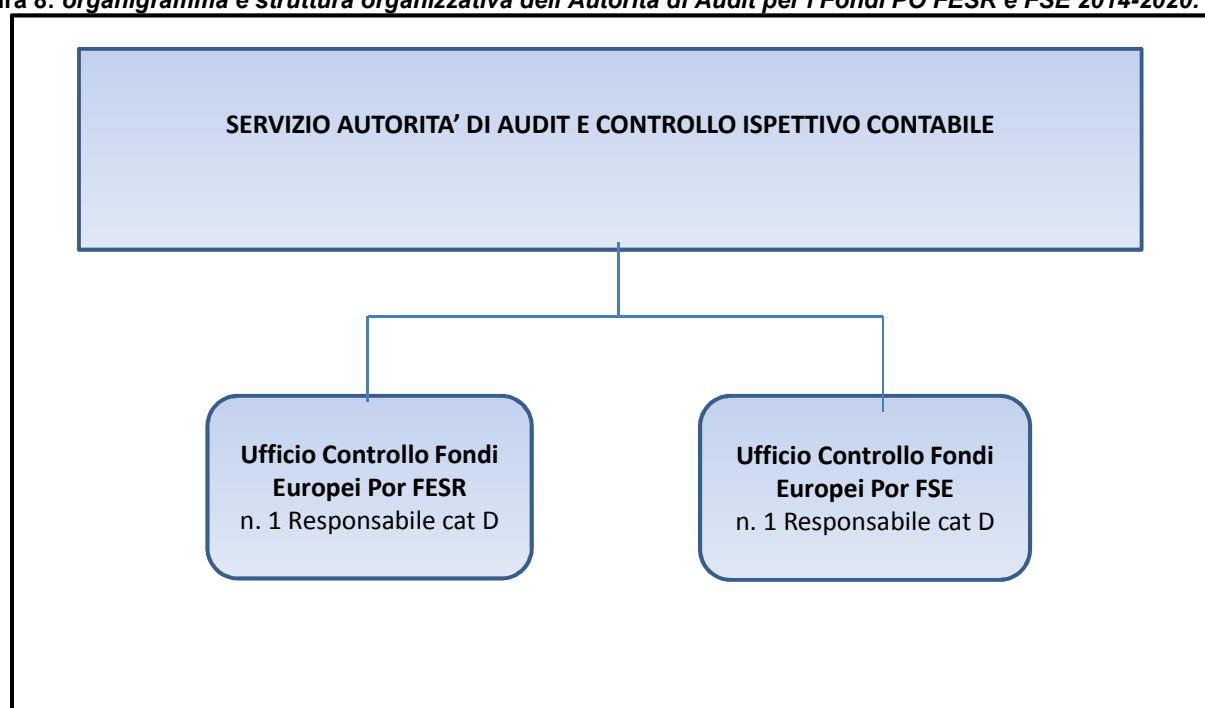 ra 8: organigramma e struttura organizzativa dell'Autorità di Audit per i Fondi PO FESR e FSE 2014-2020.
SERVIZIO AUTORITA’ DI AUDIT E CONTROLLO ISPETTIVO CONTABILE
Ufficio Controllo Fondi
Europei Por FESR
n. 1 Responsabile cat D
Ufficio Controllo Fondi
Europei Por FSE
n. 1 Responsabile cat D